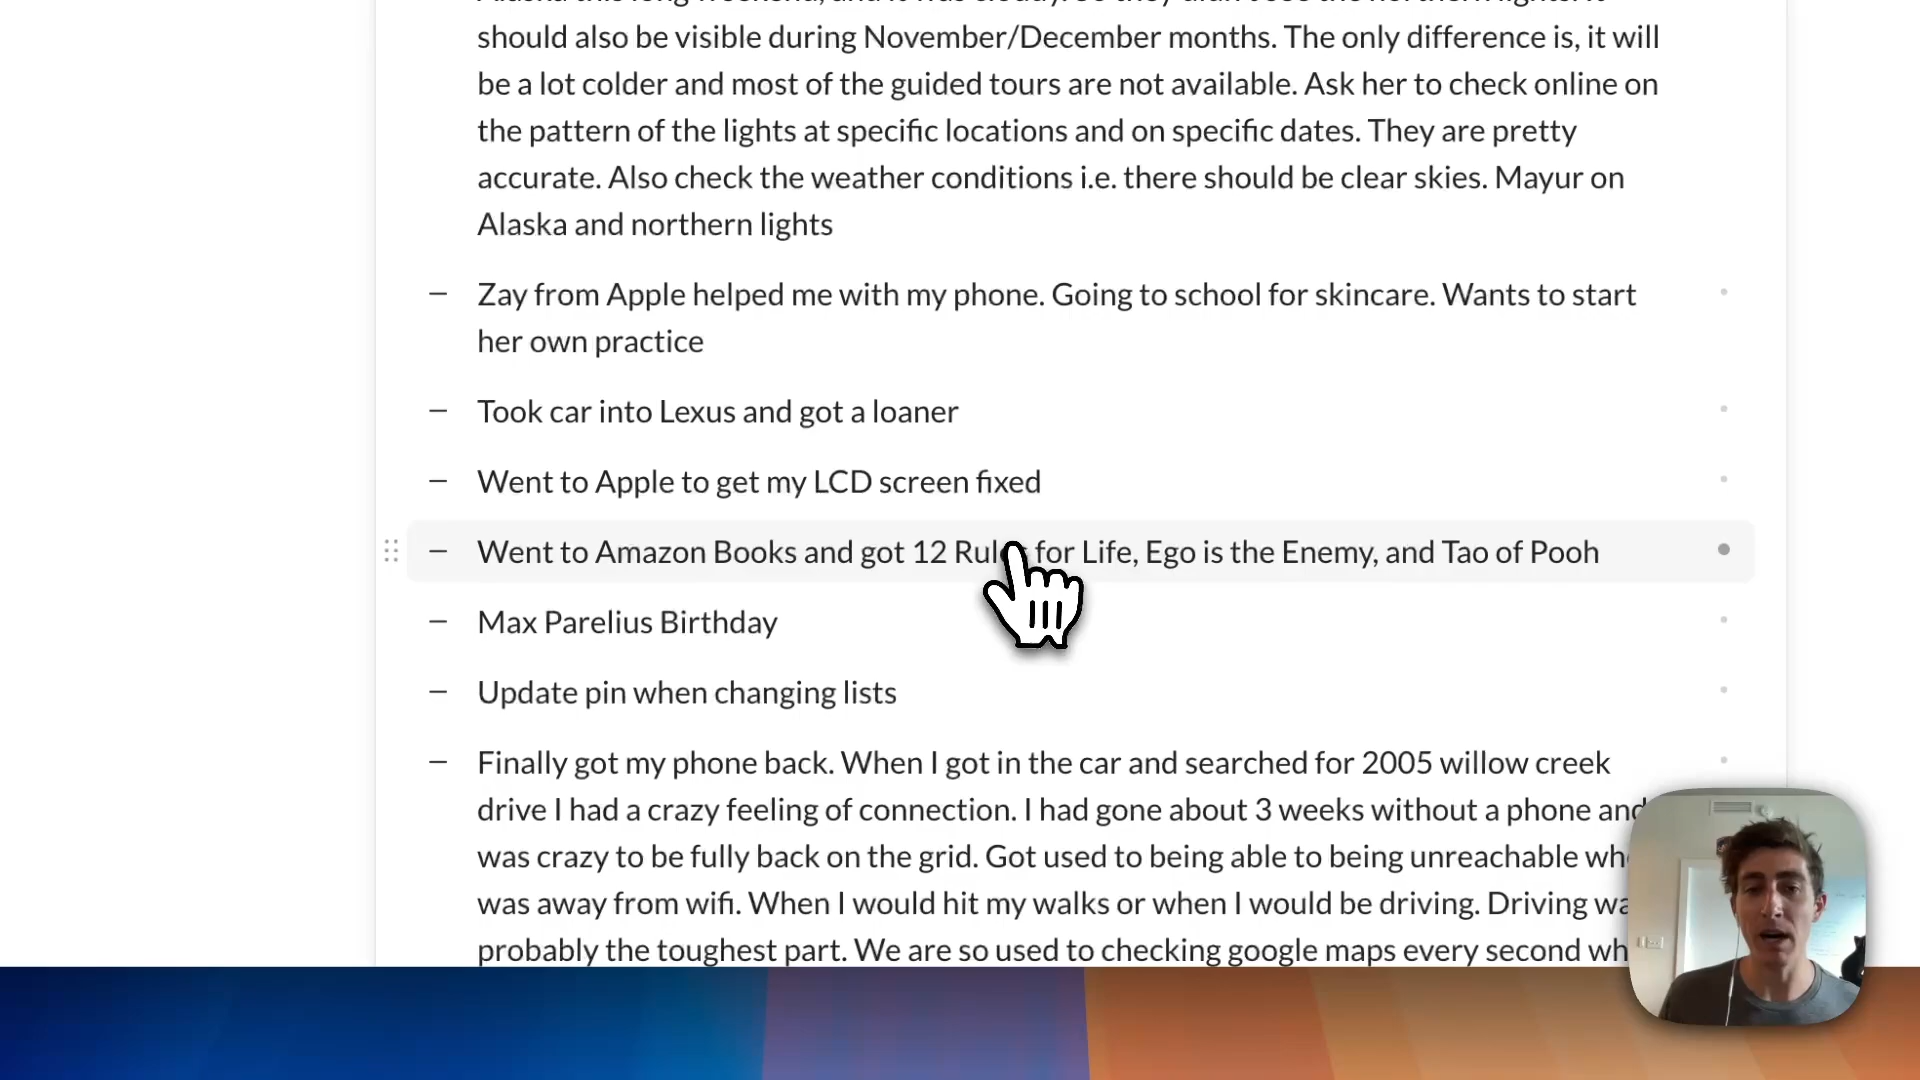 should also be visible during November/December months. The only difference is, it will
be a lot colder and most of the guided tours are not available. Ask her to check online on
the pattern of the lights at specific locations and on specific dates. They are pretty
accurate. Also check the weather conditions i.e. there should be clear skies. Mayur on
Alaska and northern lights
– Zay from Apple helped me with my phone. Going to school for skincare. Wants to start
her own practice
– Took car into Lexus and got a loaner
– Went to Apple to get my LCD screen fixed
– Went to Amazon Books and got 12 Rules for Life, Ego is the Enemy, and Tao of Pooh
– Max Parelius Birthday
– Update pin when changing lists
– Finally got my phone back. When I got in the car and searched for 2005 willow creek
drive I had a crazy feeling of connection. I had gone about 3 weeks without a phone and
was crazy to be fully back on the grid. Got used to being able to being unreachable
was away from wifi. When I would hit my walks or when I would be driving. Driving
probably the toughest part. We are so used to checking google maps every second